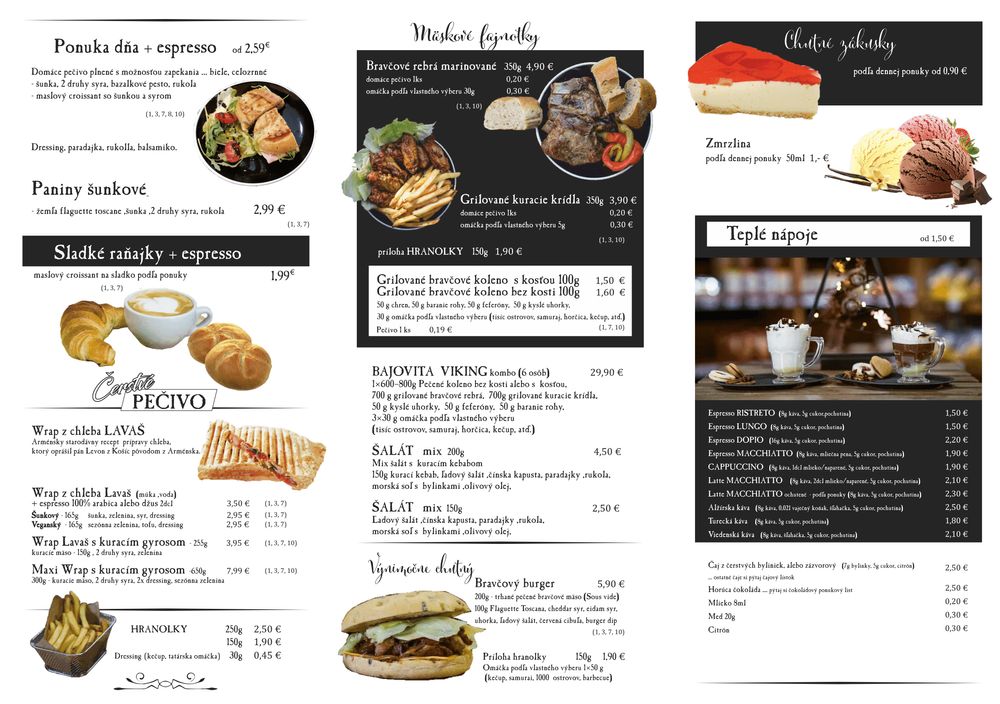 Ponuka dňa + espresso od 2,59€
Domáce pečivo plnené s možnosťou zapekania ... biele, celozrnné
- šunka, 2 druhy syra, bazalkové pesto, rukola
- maslový croissant so šunkou a syrom
(1, 3, 7, 8, 10)
Dressing, paradajka, rukolla, balsamiko.
Paniny šunkové
- žemľa flaguette toscane ,šunka ,2 druhy syra, rukola 2,99 €
(1, 3, 7)
Sladké raňajky + espresso
maslový croissant na sladko podľa ponuky 1,99€
(1, 3, 7)
Čerstvé
PEČIVO
Wrap z chleba LAVAŠ
Arménsky starodávny recept prípravy chleba,
ktorý oprášil pán Levon z Košíc pôvodom z Arménska.
Wrap z chleba Lavaš (múka ,voda)
+ espresso 100% arabica alebo džús 2dcl 3,50 € (1, 3, 7)
Šunkový - 165g šunka, zelenina, syr, dressing 2,95 € (1, 3, 7)
Veganský - 165g sezónna zelenina, tofu, dressing 2,95 € (1, 3, 7)
Wrap Lavaš s kuracím gyrosom - 255g 3,95 € (1, 3, 7, 10)
kuracie mäso - 150g , 2 druhy syra, zelenina
Maxi Wrap s kuracím gyrosom -650g 7,99 € (1, 3, 7, 10)
300g - kuracie mäso, 2 druhy syra, 2x dressing, sezónna zelenina
HRANOLKY 250g 2,50 €
150g 1,90 €
Dressing (kečup, tatárska omáčka) 30g 0,45 €
Mäskové fajnôtky
Bravčové rebrá marinované 350g 4,90 €
domáce pečivo 1ks 0,20 €
omáčka podľa vlastného výberu 30g 0,30 €
(1, 3, 10)
Grilované kuracie krídla 350g 3,90 €
domáce pečivo 1ks 0,20 €
omáčka podľa vlastného výberu 5g 0,30 €
(1, 3, 10)
príloha HRANOLKY 150g 1,90 €
Grilované bravčové koleno s kosťou 100g 1,50 €
Grilované bravčové koleno bez kosti 100g 1,60 €
50 g chren, 50 g baranie rohy, 50 g feferóny, 50 g kyslé uhorky,
30 g omáčka podľa vlastného výberu (tisíc ostrovov, samuraj, horčica, kečup, atď.)
Pečivo 1 ks 0,19 € (1, 7, 10)
BAJOVITA VIKING kombo (6 osôb) 29,90 €
1×600-800g Pečené koleno bez kosti alebo s kosťou,
700 g grilované bravčové rebrá, 700g grilované kuracie krídla,
50 g kyslé uhorky, 50 g feferóny, 50 g baranie rohy,
3×30 g omáčka podľa vlastného výberu
(tisíc ostrovov, samuraj, horčica, kečup, atď.)
ŠALÁT mix 200g 4,50 €
Mix šalát s kuracím kebabom
150g kurací kebab, ľadový šalát ,čínska kapusta, paradajky ,rukola,
morská soľ s bylinkami ,olivový olej,
ŠALÁT mix 150g 2,50 €
Ľadový šalát ,čínska kapusta, paradajky ,rukola,
morská soľ s bylinkami ,olivový olej,
Výnimočne chutný
Bravčový burger 5,90 €
200g - trhané pečené bravčové mäso (Sous vide)
100g Flaguette Toscana, cheddar syr, eidam syr,
uhorka, ľadový šalát, červená cibuľa, burger dip
(1, 3, 7, 10)
Príloha hranolky 150g 1,90 €
Omáčka podľa vlastného výberu 1×50 g
(kečup, samuraj, 1000 ostrovov, barbecue)
Chutné zákusky
podľa dennej ponuky od 0,90 €
Zmrzlina
podľa dennej ponuky 50ml 1,- €
Teplé nápoje od 1,50 €
Espresso RISTRETO (8g káva, 5g cukor,pochutina) 1,50 €
Espresso LUNGO (8g káva, 5g cukor, pochutina) 1,50 €
Espresso DOPIO (16g káva, 5g cukor, pochutina) 2,20 €
Espresso MACCHIATTO (8g káva, mliečna pena, 5g cukor, pochutina) 1,90 €
CAPPUCCINO (8g káva, 1dcl mlieko/naparené, 5g cukor, pochutina) 1,90 €
Latte MACCHIATTO (8g káva, 2dcl mlieko/naparené, 5g cukor, pochutina) 2,10 €
Latte MACCHIATTO ochutené - podľa ponuky (8g káva, 5g cukor, pochutina) 2,30 €
Alžírska káva (8g káva, 0,02l vaječný koňak, šľahačka, 5g cukor, pochutina) 2,50 €
Turecká káva (8g káva, 5g cukor, pochutina) 1,80 €
Viedenská káva (8g káva, šľahačka, 5g cukor, pochutina) 2,10 €
Čaj z čerstvých byliniek, alebo zázvorový (7g bylinky, 5g cukor, citrón) 2,50 €
... ostatné čaje si pýtaj čajový lístok
Horúca čokoláda ... pýtaj si čokoládový ponukový list 2,50 €
Mlieko 8ml 0,20 €
Med 20g 0,30 €
Citrón 0,30 €